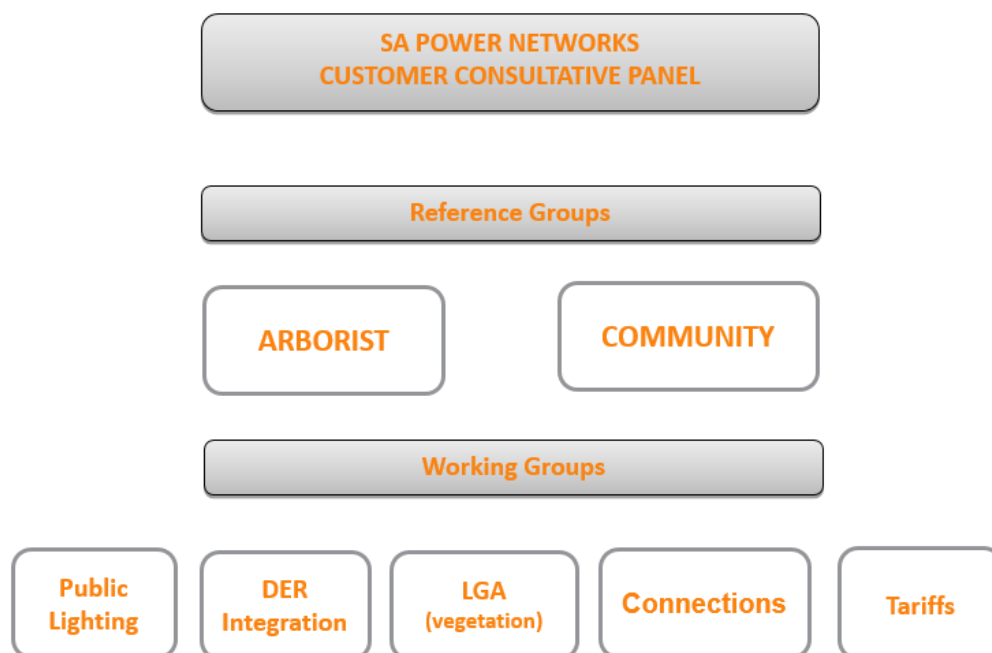 SA POWER NETWORKS
CUSTOMER CONSULTATIVE PANEL
Reference Groups
ARBORIST
COMMUNITY
Working Groups
Public
Lighting
DER
Integration
LGA
(vegetation)
Connections
Tariffs